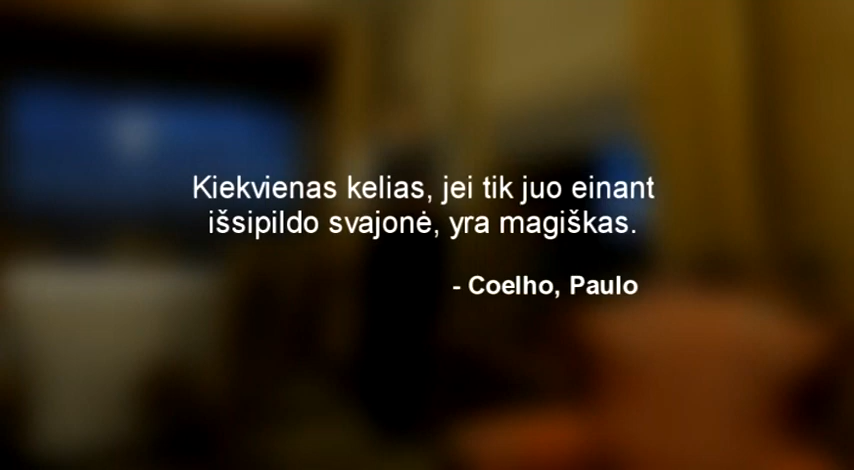 Kiekvienas kelias, jei tik juo einant
išsipildo svajonė, yra magiškas.
- Coelho, Paulo